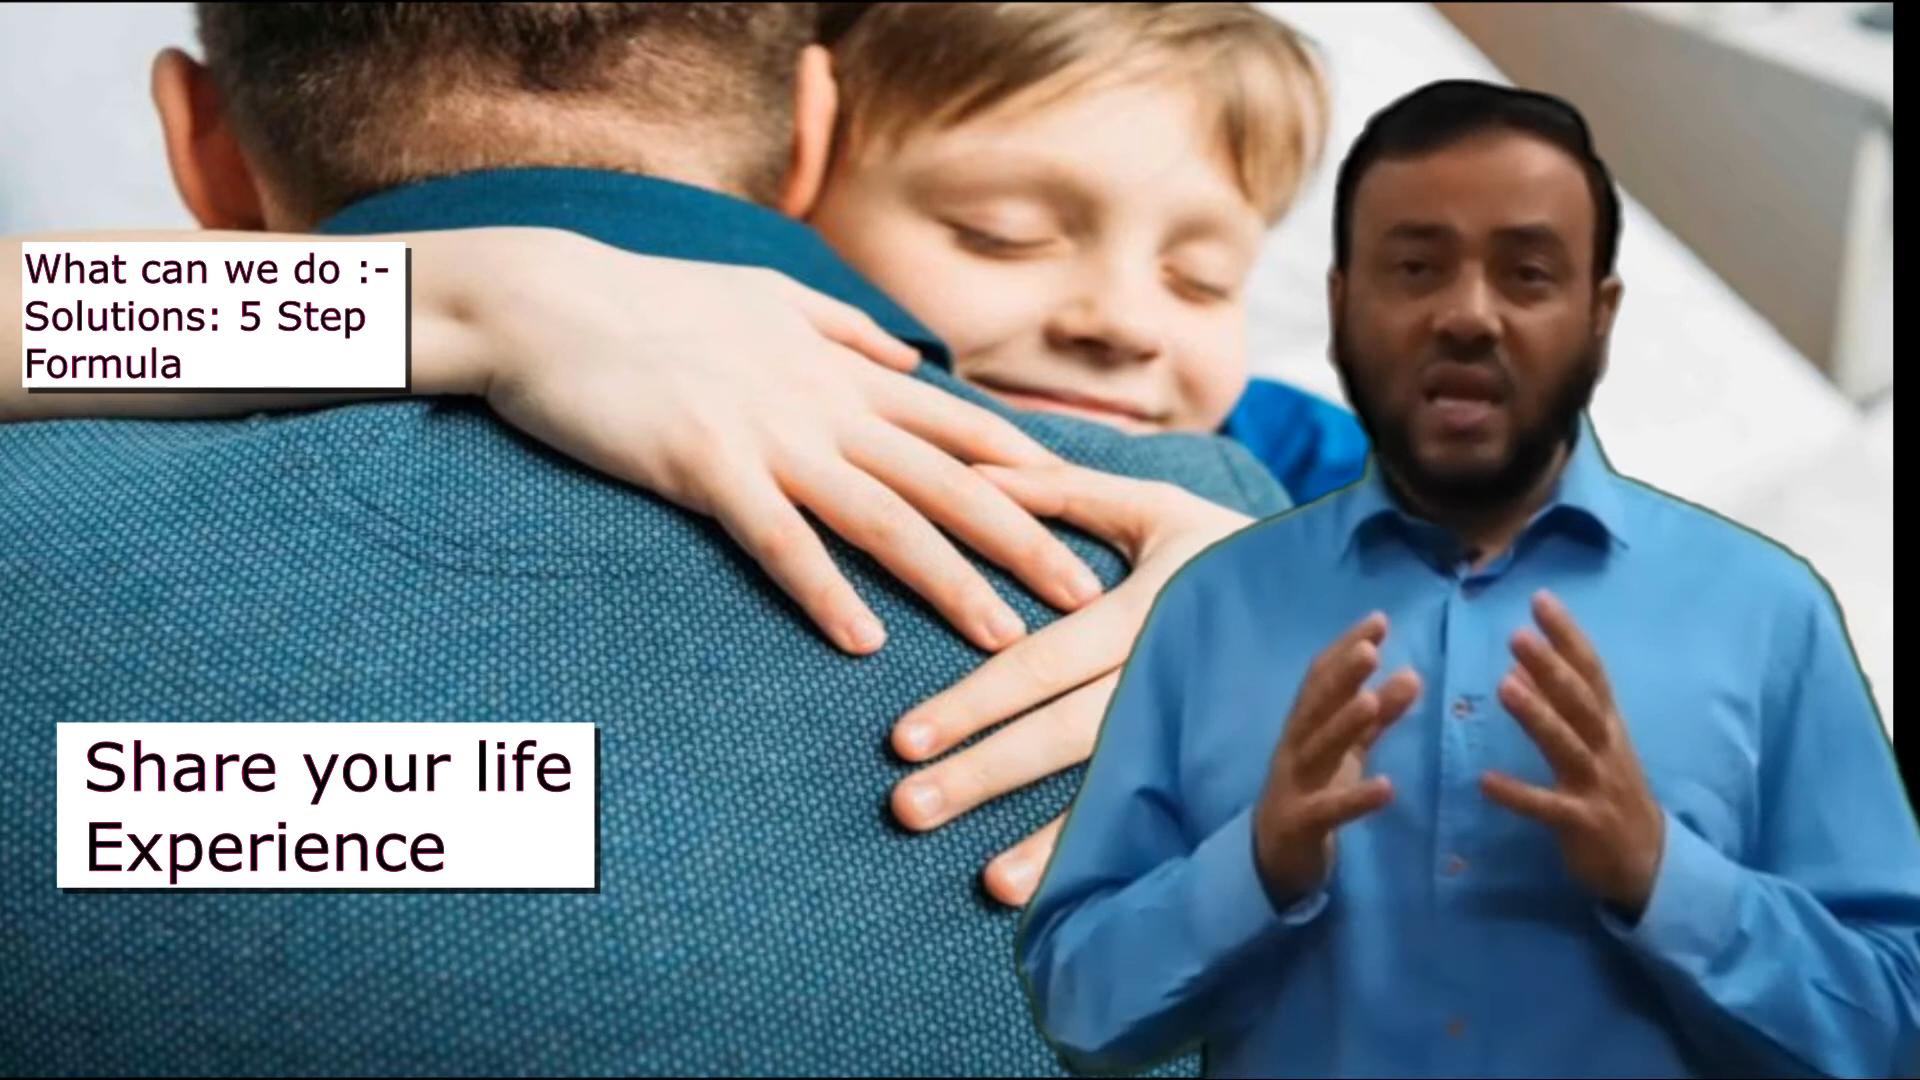 What can we do :-
Solutions: 5 Step
Formula
Share your life
Experience